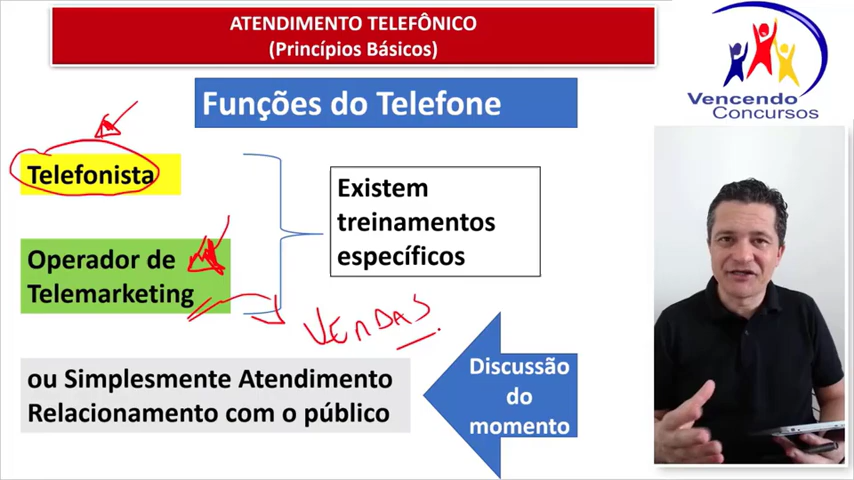 ATENDIMENTO TELEFÔNICO
(Princípios Básicos)
Vencendo
Concursos
Funções do Telefone
Telefonista
Existem
treinamentos
específicos
Operador de
Telemarketing
VENDAS
ou Simplesmente Atendimento
Relacionamento com o público
Discussão
do
momento